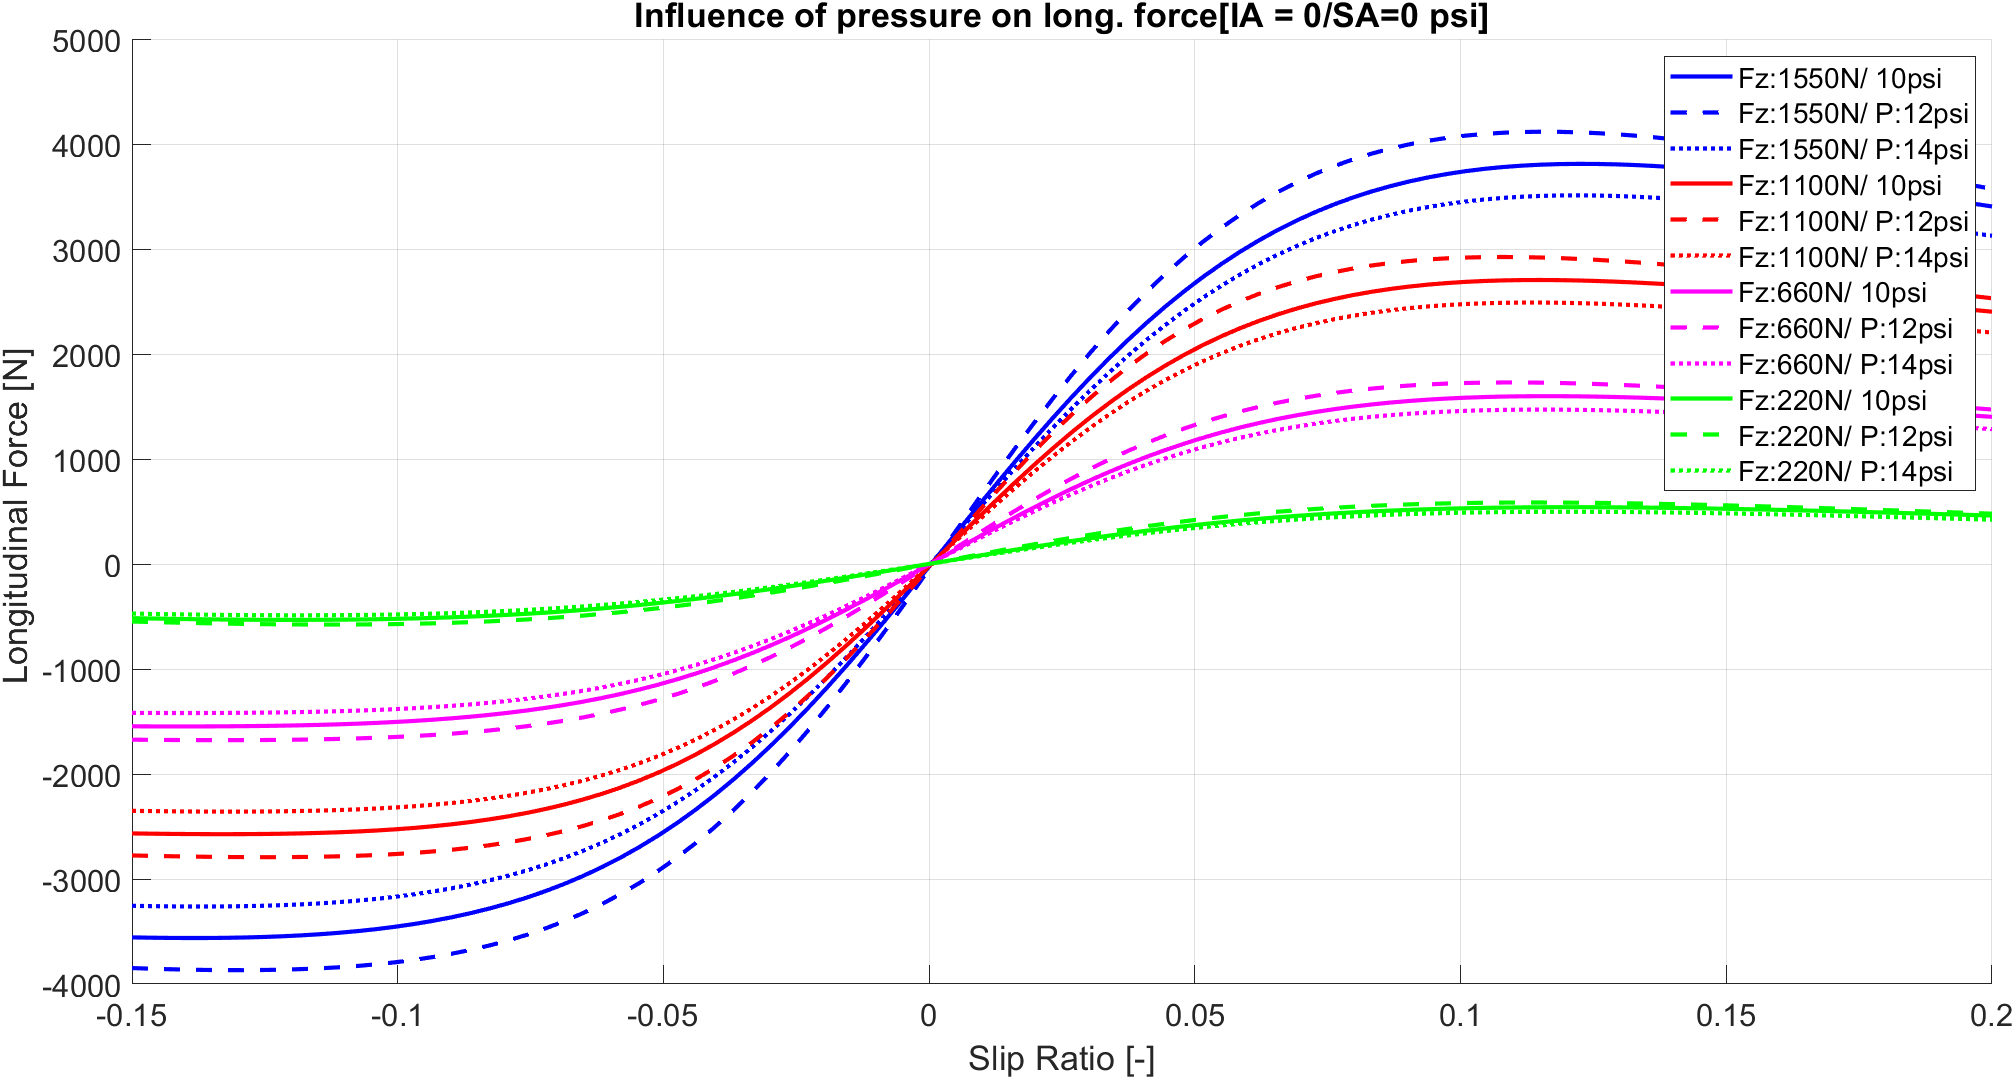 Influence of pressure on long. force[IA = 0/SA=0 psi]
5000
4000
3000
2000
1000
0
-1000
-2000
-3000
-4000
Longitudinal Force [N]
Fz:1550N/ 10psi
Fz:1550N/ P:12psi
Fz:1550N/ P:14psi
Fz:1100N/ 10psi
Fz:1100N/ P:12psi
Fz:1100N/ P:14psi
Fz:660N/ 10psi
Fz:660N/ P:12psi
Fz:660N/ P:14psi
Fz:220N/ 10psi
Fz:220N/ P:12psi
Fz:220N/ P:14psi
-0.15 -0.1 -0.05 0 0.05 0.1 0.15 0.2
Slip Ratio [-]